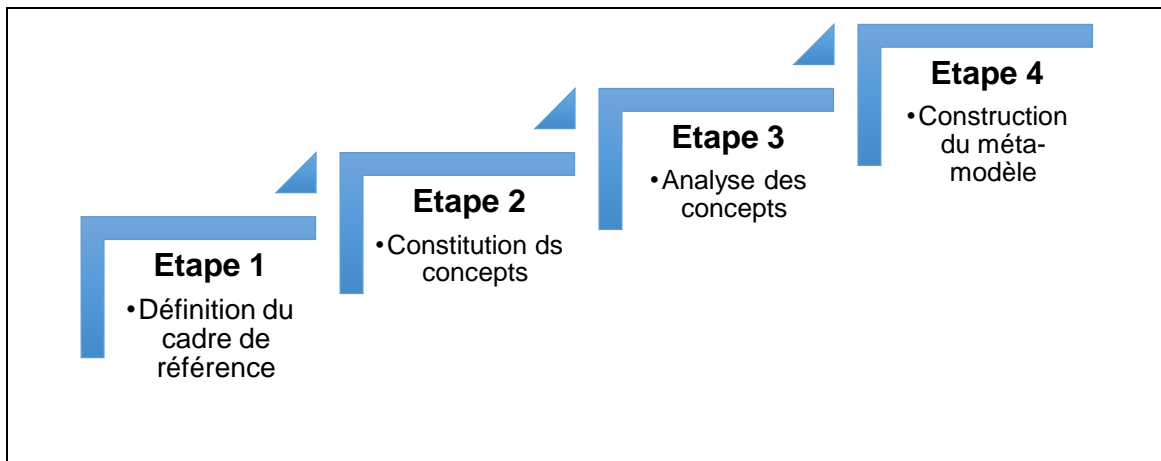 Etape 1
•Définition du
cadre de
référence
Etape 2
•Constitution ds
concepts
Etape 3
•Analyse des
concepts
Etape 4
•Construction
du méta-
modèle